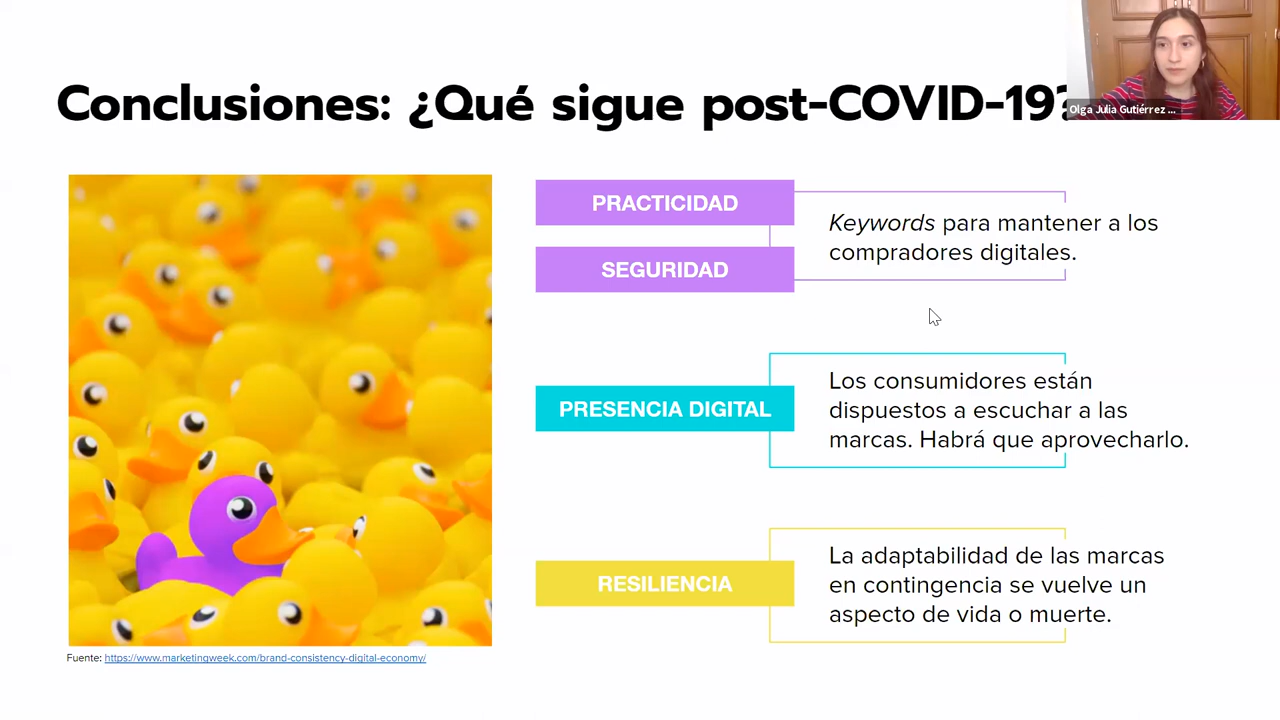 Conclusiones: ¿Qué sigue post-COVID-19?
Olga Julia Gutiérrez ...
PRACTICIDAD
SEGURIDAD
Keywords para mantener a los
compradores digitales.
PRESENCIA DIGITAL
Los consumidores están
dispuestos a escuchar a las
marcas. Habrá que aprovecharlo.
RESILIENCIA
La adaptabilidad de las marcas
en contingencia se vuelve un
aspecto de vida o muerte.
Fuente: https://www.marketingweek.com/brand-consistency-digital-economy/